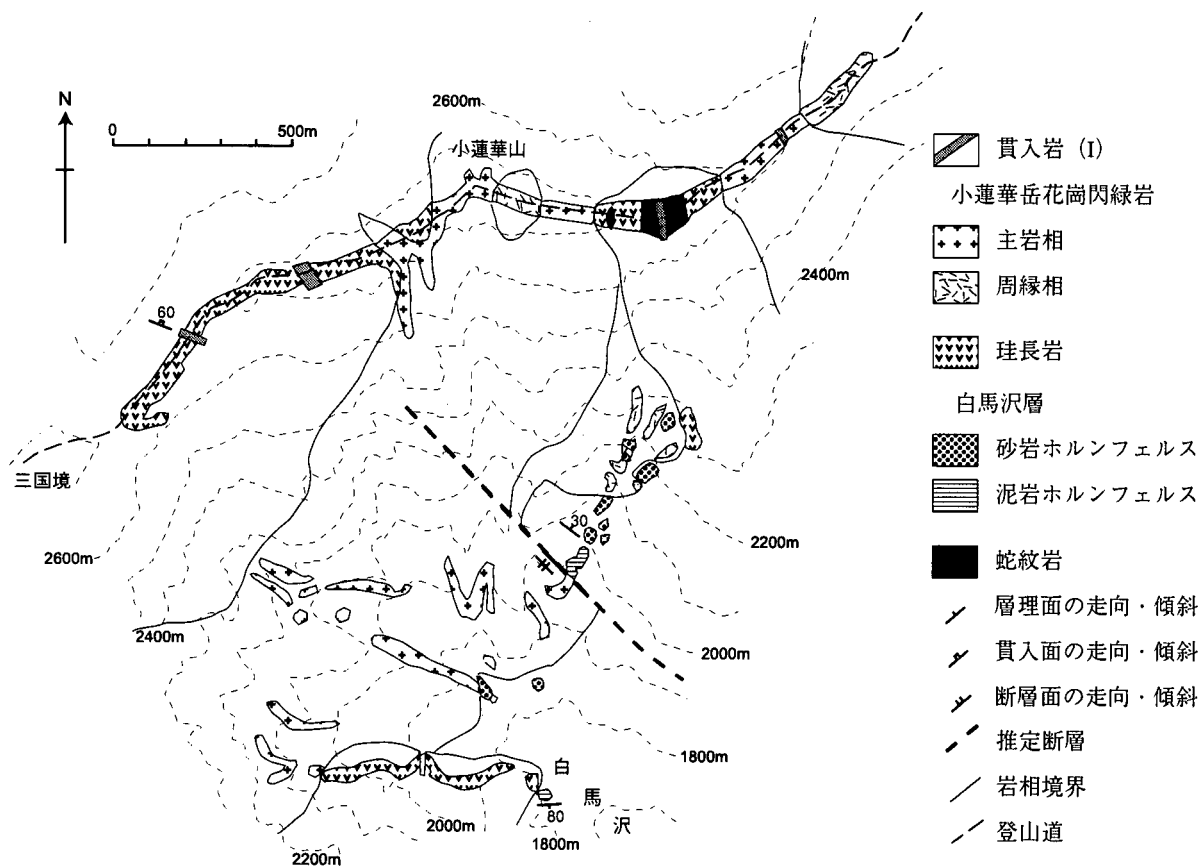 N
0 500m
2600m
小蓮華山
60
三国境
2600m
2400m
2400m
30
2200m
2000m
1800m
白
馬
沢
80
2000m
1800m
2200m
貫入岩 (I)
小蓮華岳花崗閃緑岩
主岩相
周縁相
珪長岩
白馬沢層
砂岩ホルンフェルス
泥岩ホルンフェルス
蛇紋岩
層理面の走向・傾斜
貫入面の走向・傾斜
断層面の走向・傾斜
推定断層
岩相境界
登山道